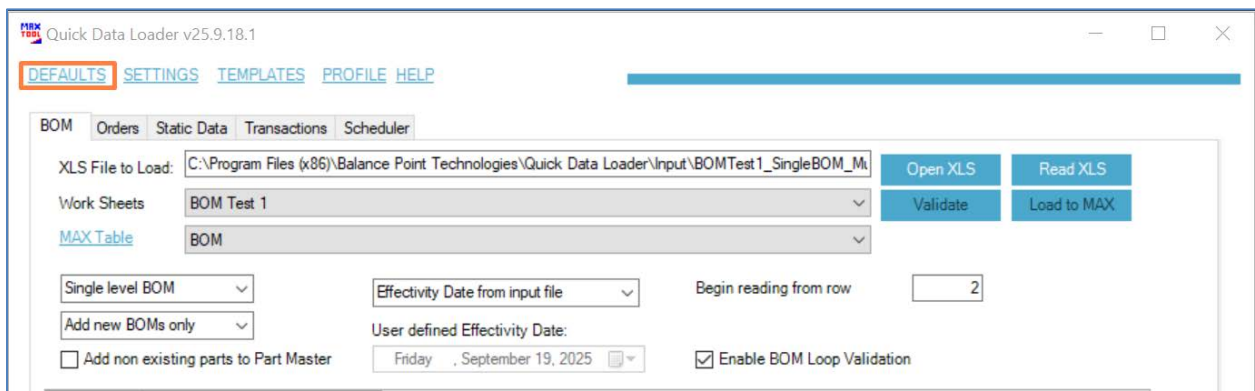 MAX TOOL Quick Data Loader v25.9.18.1
DEFAULTS SETTINGS TEMPLATES PROFILE HELP
BOM Orders Static Data Transactions Scheduler
XLS File to Load: C:\Program Files (x86)\Balance Point Technologies\Quick Data Loader\Input\BOMTest1_SingleBOM_Mu Open XLS Read XLS
Work Sheets BOM Test 1 Validate Load to MAX
MAX Table BOM
Single level BOM Effectivity Date from input file Begin reading from row 2
Add new BOMs only User defined Effectivity Date:
Add non existing parts to Part Master Friday , September 19, 2025 Enable BOM Loop Validation